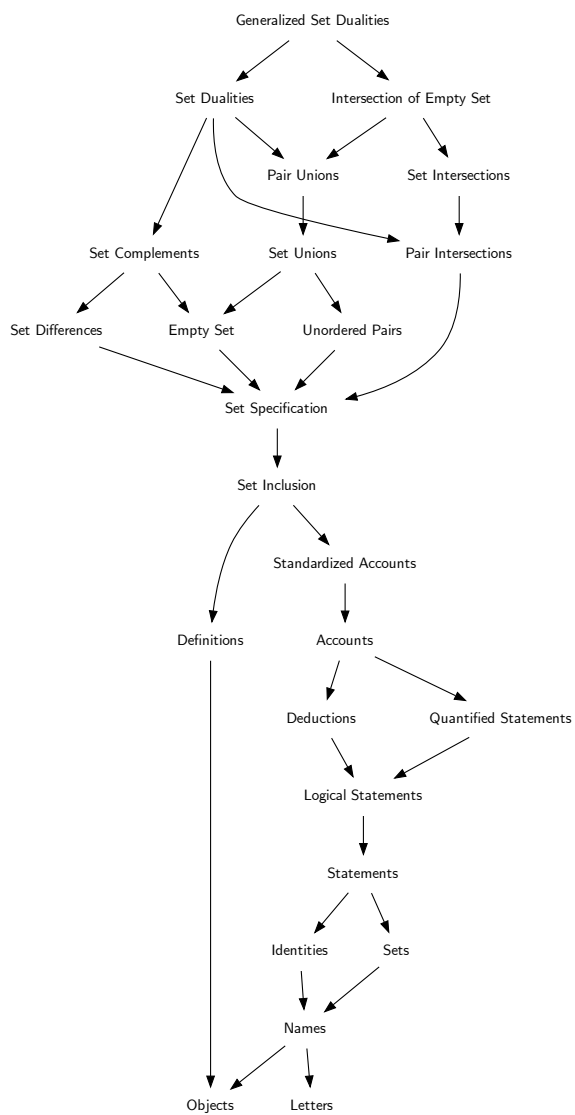 Generalized Set Dualities
Set Dualities
Intersection of Empty Set
Pair Unions
Set Intersections
Set Complements
Set Unions
Pair Intersections
Set Differences
Empty Set
Unordered Pairs
Set Specification
Set Inclusion
Standardized Accounts
Definitions
Accounts
Deductions
Quantified Statements
Logical Statements
Statements
Identities
Sets
Names
Objects
Letters